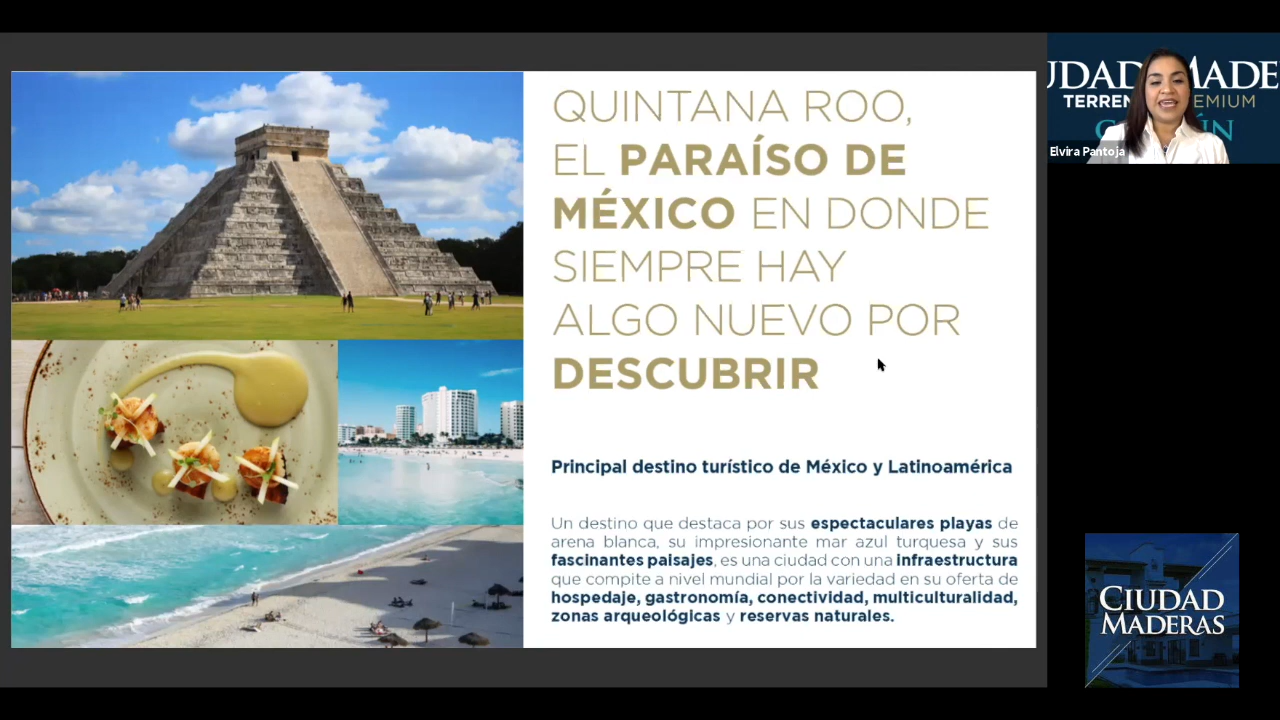 QUINTANA ROO,
EL PARAÍSO DE
MÉXICO EN DONDE
SIEMPRE HAY
ALGO NUEVO POR
DESCUBRIR
Principal destino turístico de México y Latinoamérica
Un destino que destaca por sus espectaculares playas de
arena blanca, su impresionante mar azul turquesa y sus
fascinantes paisajes, es una ciudad con una infraestructura
que compite a nivel mundial por la variedad en su oferta de
hospedaje, gastronomía, conectividad, multiculturalidad,
zonas arqueológicas y reservas naturales.
UDAD MADE
TERREN EMIUM
C ÚN
Elvira Pantoja
CIUDAD
MADERAS